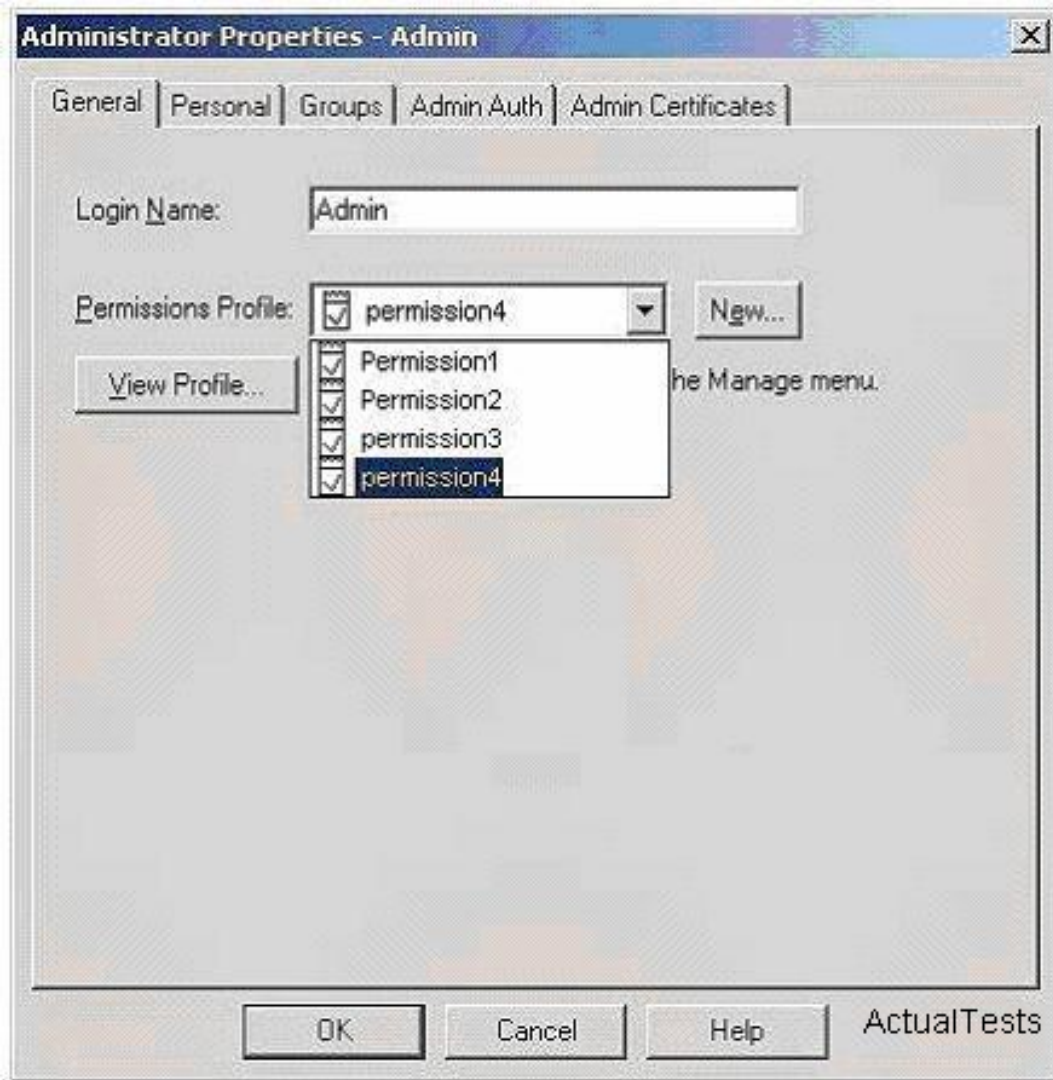 Administrator Properties - Admin
General Personal Groups Admin Auth Admin Certificates
Login Name: Admin
Permissions Profile: permission4 New...
View Profile... he Manage menu.
Permission1
Permission2
permission3
permission4
OK Cancel Help ActualTests